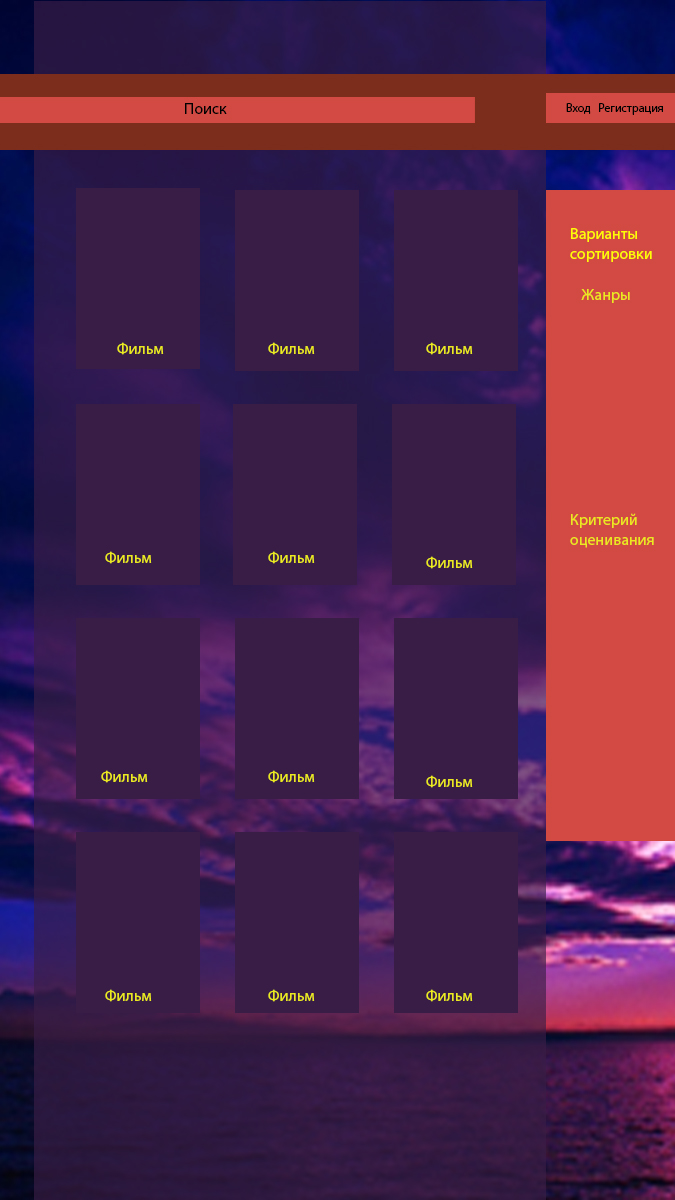 Поиск
Вход Регистрация
Варианты
сортировки
Жанры
Фильм Фильм Фильм
Критерий
оценивания
Фильм Фильм Фильм
Фильм Фильм Фильм
Фильм Фильм Фильм